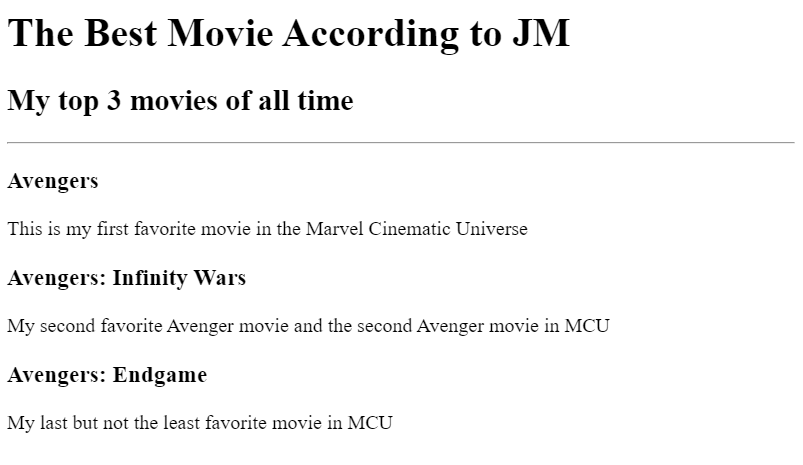 The Best Movie According to JM
My top 3 movies of all time
Avengers
This is my first favorite movie in the Marvel Cinematic Universe
Avengers: Infinity Wars
My second favorite Avenger movie and the second Avenger movie in MCU
Avengers: Endgame
My last but not the least favorite movie in MCU